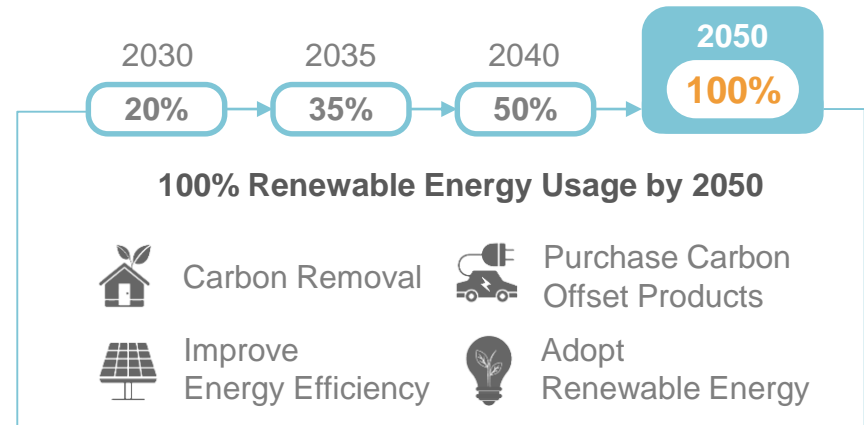 2030
2035
2040
2050
20%
35%
50%
100%
100% Renewable Energy Usage by 2050
Carbon Removal
Purchase Carbon
Offset Products
Improve
Energy Efficiency
Adopt
Renewable Energy